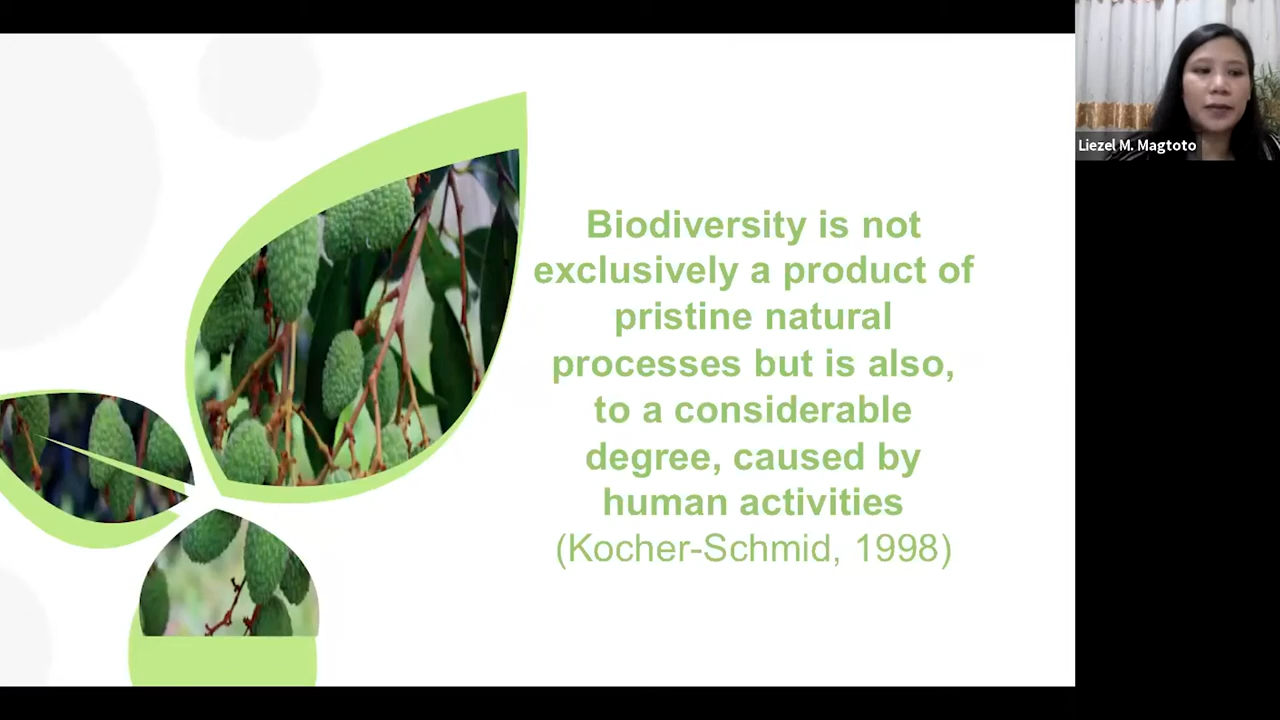 Biodiversity is not
exclusively a product of
pristine natural
processes but is also,
to a considerable
degree, caused by
human activities
(Kocher-Schmid, 1998)
Liezel M. Magtoto